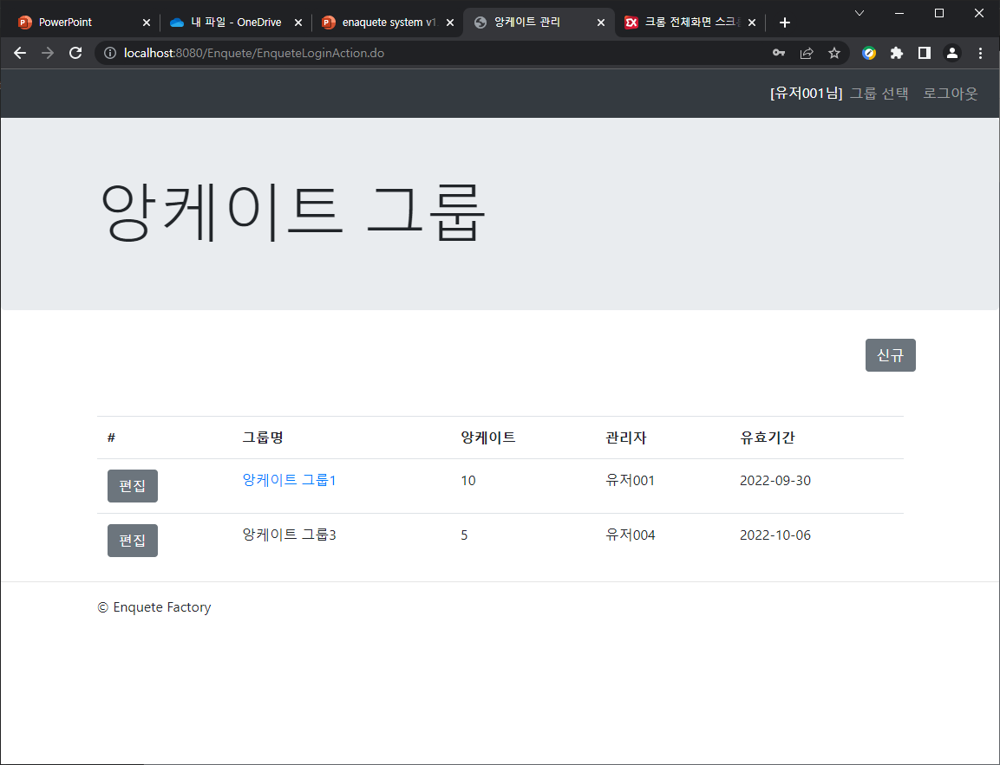 PowerPoint
내 파일 - OneDrive
enaquete system v1
앙케이트 관리
크롬 전체화면 스크
localhost:8080/Enquete/EnqueteLoginAction.do
[유저001님] 그룹 선택 로그아웃
앙케이트 그룹
신규
# 그룹명 앙케이트 관리자 유효기간
편집 앙케이트 그룹1 10 유저001 2022-09-30
편집 앙케이트 그룹3 5 유저004 2022-10-06
© Enquete Factory